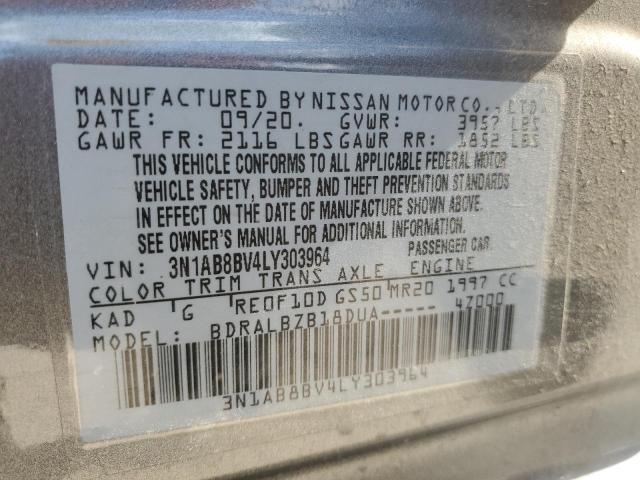 MANUFACTURED BY NISSAN MOTOR CO., LTD.
DATE: 09/20. GVWR: 3957 LBS
GAWR FR: 2116 LBS GAWR RR: 1852 LBS
THIS VEHICLE CONFORMS TO ALL APPLICABLE FEDERAL MOTOR
VEHICLE SAFETY, BUMPER AND THEFT PREVENTION STANDARDS
IN EFFECT ON THE DATE OF MANUFACTURE SHOWN ABOVE.
SEE OWNER'S MANUAL FOR ADDITIONAL INFORMATION.
VIN: 3N1AB8BV4LY303964 PASSENGER CAR
COLOR TRIM TRANS AXLE ENGINE
KAD G RE0F10D GS50 MR20 1997 CC
MODEL: BDRALBZB18DUA----- 4Z000
3N1AB8BV4LY303964